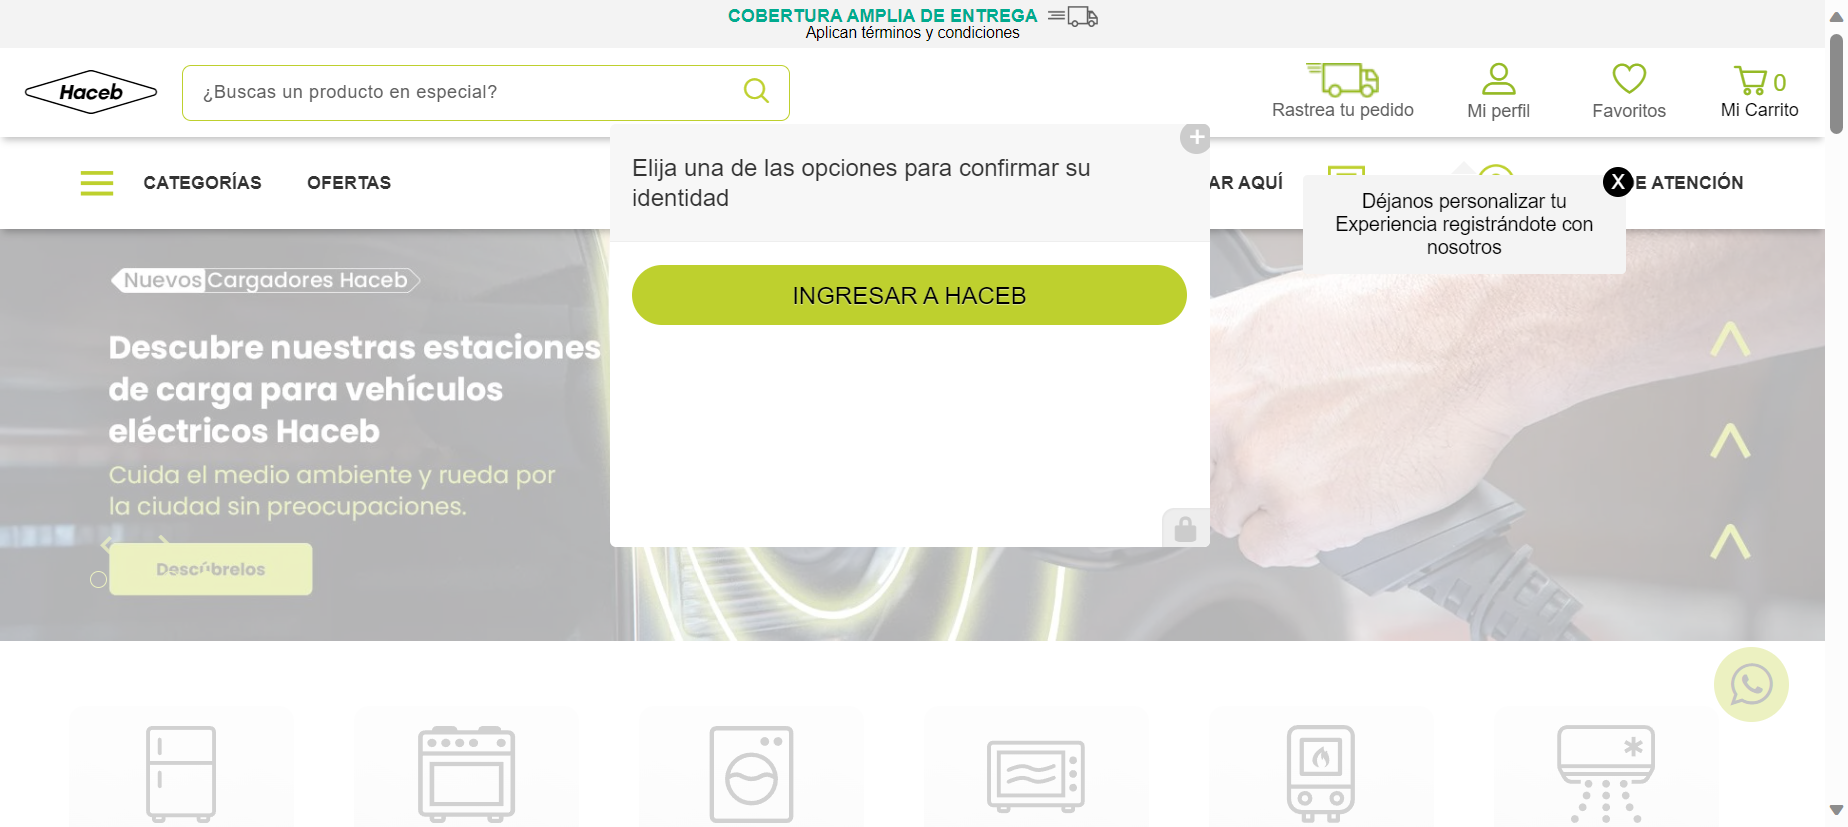 COBERTURA AMPLIA DE ENTREGA
Aplican términos y condiciones
Haceb
¿Buscas un producto en especial?
Rastrea tu pedido
Mi perfil
Favoritos
0
Mi Carrito
CATEGORÍAS
OFERTAS
AR AQUÍ
E ATENCIÓN
Elija una de las opciones para confirmar su
identidad
INGRESAR A HACEB
X
Déjanos personalizar tu
Experiencia registrándote con
nosotros
Nuevos Cargadores Haceb
Descubre nuestras estaciones
de carga para vehículos
eléctricos Haceb
Cuida el medio ambiente y rueda por
la ciudad sin preocupaciones.
Descúbrelos